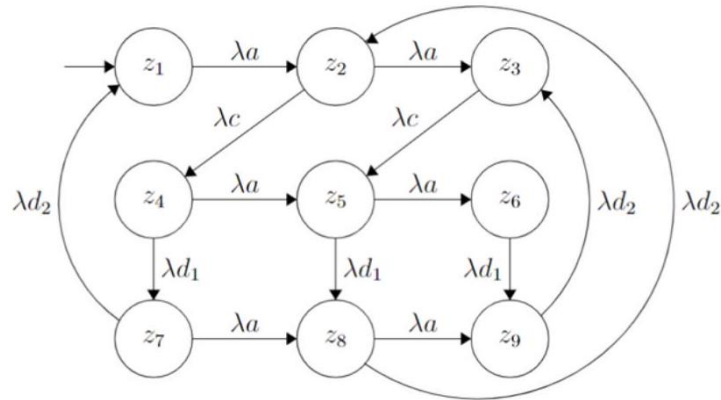 λa λa
z₁ z₂ z₃
λc λc
λa λa
λd₂ z₄ z₅ z₆ λd₂ λd₂
λd₁ λd₁ λd₁
λa λa
z₇ z₈ z₉